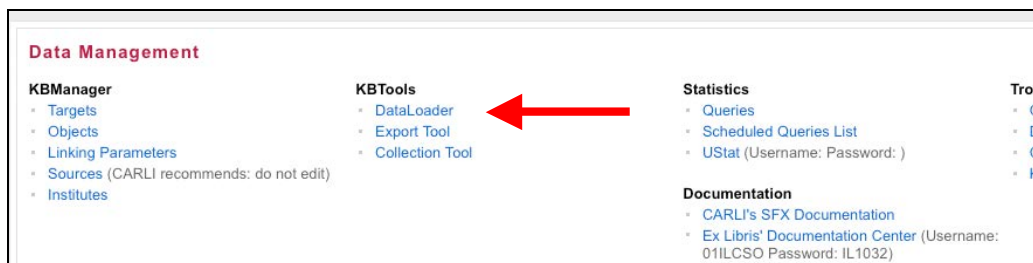 Data Management
KBManager
Targets
Objects
Linking Parameters
Sources (CARLI recommends: do not edit)
Institutes
KBTools
DataLoader
Export Tool
Collection Tool
Statistics
Queries
Scheduled Queries List
UStat (Username: Password: )
Documentation
CARLI's SFX Documentation
Ex Libris' Documentation Center (Username:
01ILCSO Password: IL1032)
Tro